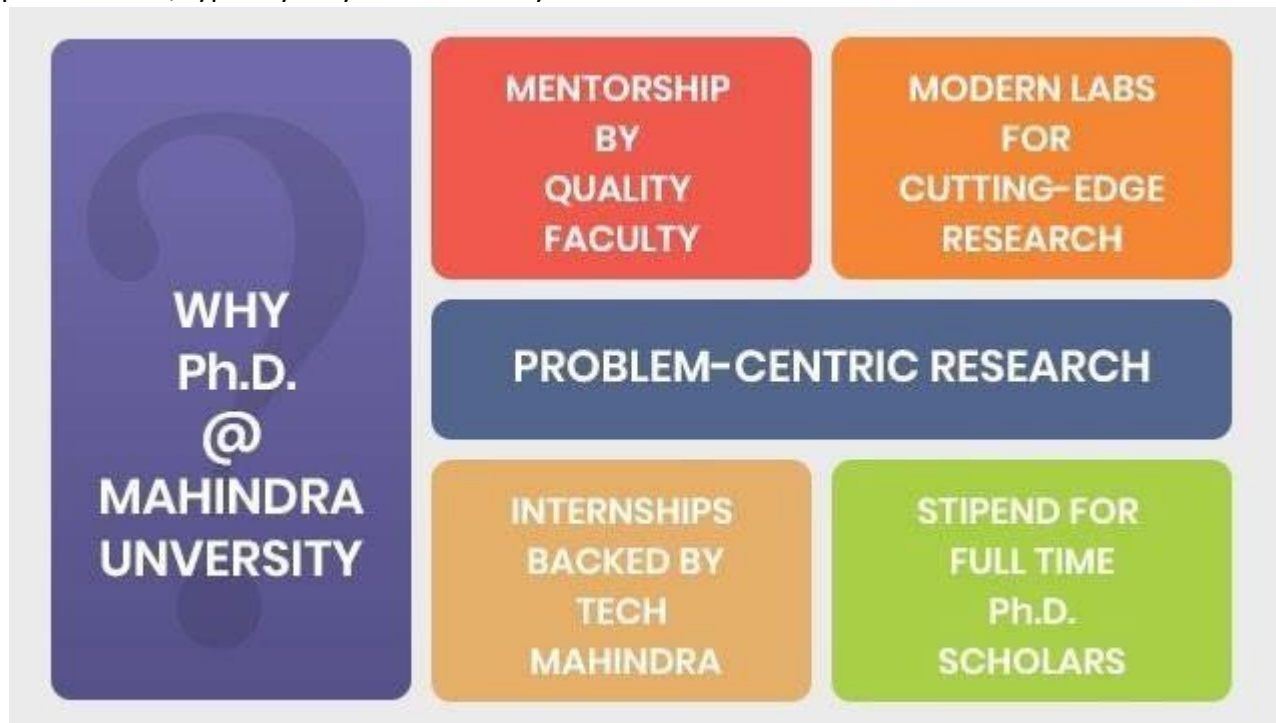 WHY
Ph.D.
@
MAHINDRA
UNVERSITY
MENTORSHIP
BY
QUALITY
FACULTY
MODERN LABS
FOR
CUTTING-EDGE
RESEARCH
PROBLEM-CENTRIC RESEARCH
INTERNSHIPS
BACKED BY
TECH
MAHINDRA
STIPEND FOR
FULL TIME
Ph.D.
SCHOLARS